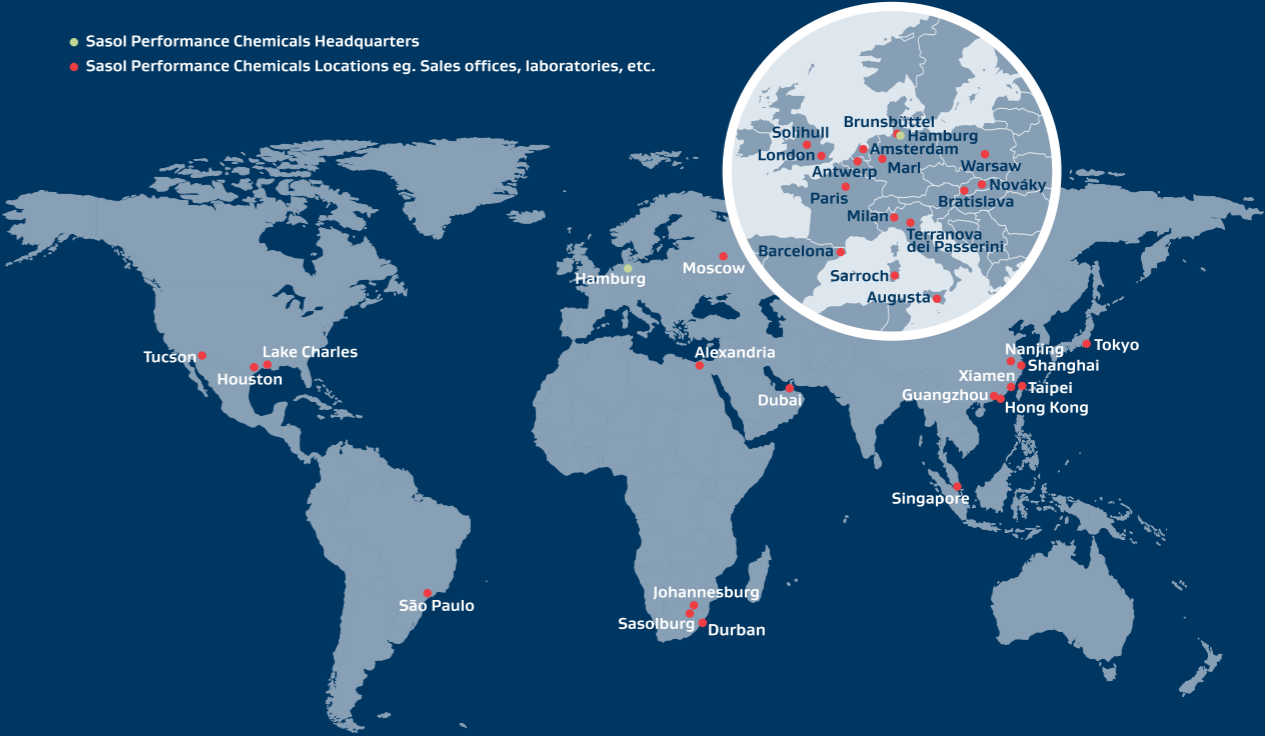 Sasol Performance Chemicals Headquarters
Sasol Performance Chemicals Locations eg. Sales offices, laboratories, etc.
Brunsbüttel
Hamburg
Solihull
Amsterdam
London
Antwerp
Marl
Warsaw
Nováky
Paris
Bratislava
Milan
Terranova
dei Passerini
Barcelona
Sarroch
Augusta
Moscow
Hamburg
Tucson
Lake Charles
Houston
Alexandria
Dubai
Tokyo
Nanjing
Shanghai
Xiamen
Taipei
Guangzhou
Hong Kong
Singapore
São Paulo
Johannesburg
Sasolburg
Durban